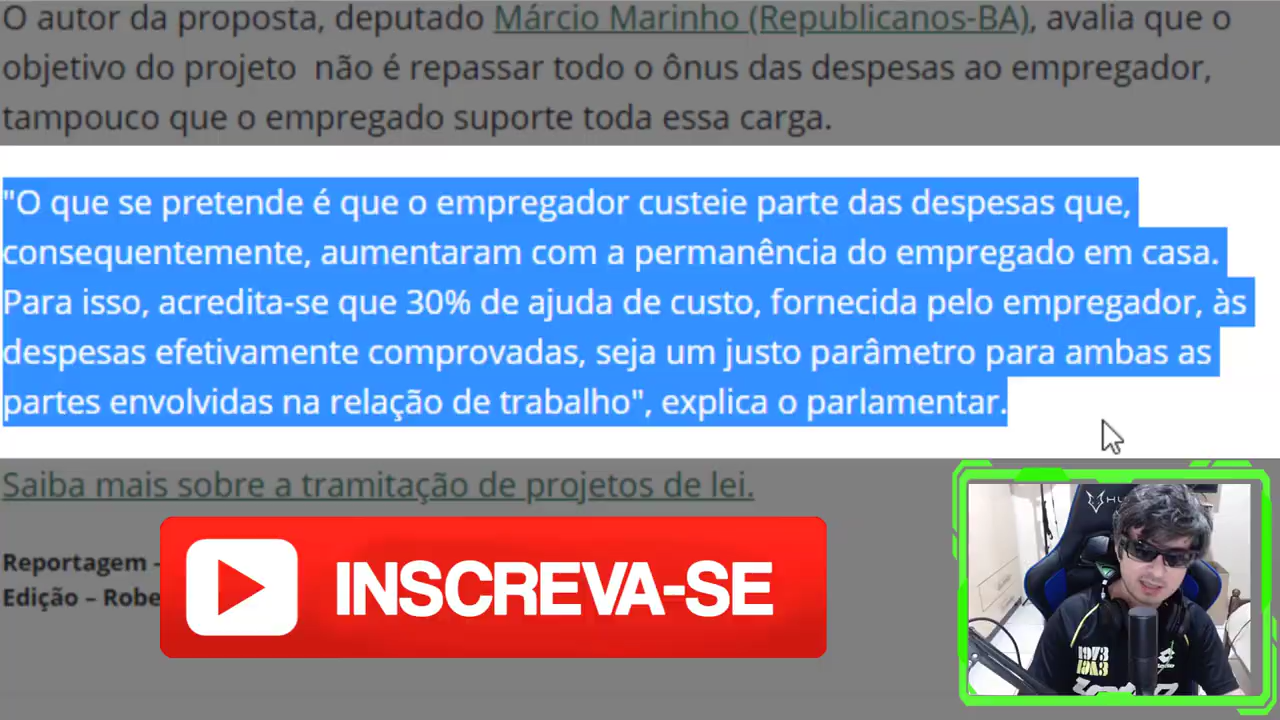 O autor da proposta, deputado Márcio Marinho (Republicanos-BA), avalia que o
objetivo do projeto não é repassar todo o ônus das despesas ao empregador,
tampouco que o empregado suporte toda essa carga.
"O que se pretende é que o empregador custeie parte das despesas que,
consequentemente, aumentaram com a permanência do empregado em casa.
Para isso, acredita-se que 30% de ajuda de custo, fornecida pelo empregador, às
despesas efetivamente comprovadas, seja um justo parâmetro para ambas as
partes envolvidas na relação de trabalho", explica o parlamentar.
Saiba mais sobre a tramitação de projetos de lei.
Reportagem -
Edição – Robe
INSCREVA-SE
HU
1973
1983